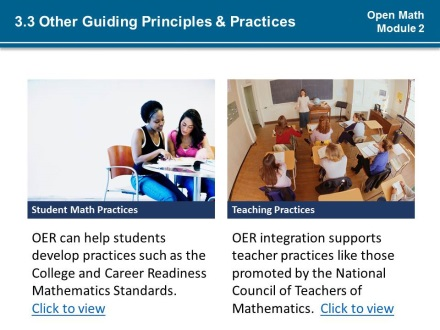 3.3 Other Guiding Principles & Practices
Open Math
Module 2
Student Math Practices
OER can help students
develop practices such as the
College and Career Readiness
Mathematics Standards.
Click to view
Teaching Practices
OER integration supports
teacher practices like those
promoted by the National
Council of Teachers of
Mathematics. Click to view